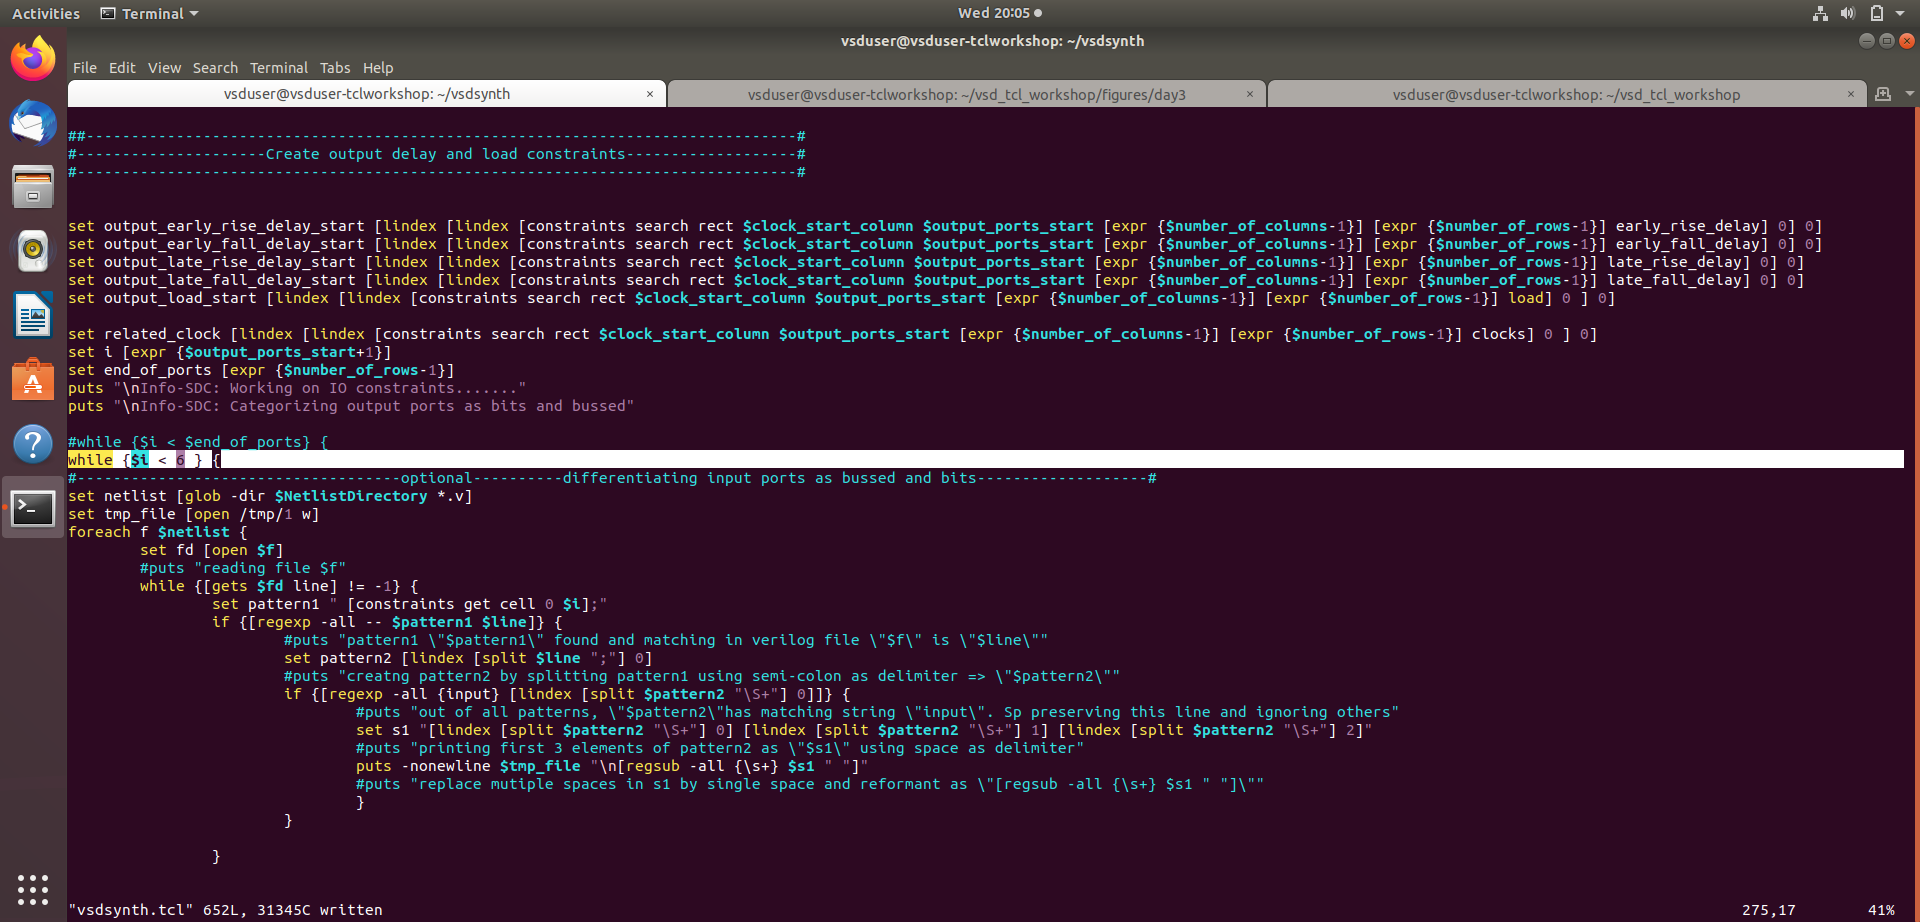 Activities Terminal Wed 20:05
vsduser@vsduser-tclworkshop: ~/vsdsynth
File Edit View Search Terminal Tabs Help
vsduser@vsduser-tclworkshop: ~/vsdsynth × vsduser@vsduser-tclworkshop: ~/vsd_tcl_workshop/figures/day3 × vsduser@vsduser-tclworkshop: ~/vsd_tcl_workshop ×
##-------------------------------------------------------------------------------#
#---------------------Create output delay and load constraints-------------------#
#--------------------------------------------------------------------------------#
set output_early_rise_delay_start [lindex [lindex [constraints search rect $clock_start_column $output_ports_start [expr {$number_of_columns-1}] [expr {$number_of_rows-1}] early_rise_delay] 0] 0]
set output_early_fall_delay_start [lindex [lindex [constraints search rect $clock_start_column $output_ports_start [expr {$number_of_columns-1}] [expr {$number_of_rows-1}] early_fall_delay] 0] 0]
set output_late_rise_delay_start [lindex [lindex [constraints search rect $clock_start_column $output_ports_start [expr {$number_of_columns-1}] [expr {$number_of_rows-1}] late_rise_delay] 0] 0]
set output_late_fall_delay_start [lindex [lindex [constraints search rect $clock_start_column $output_ports_start [expr {$number_of_columns-1}] [expr {$number_of_rows-1}] late_fall_delay] 0] 0]
set output_load_start [lindex [lindex [constraints search rect $clock_start_column $output_ports_start [expr {$number_of_columns-1}] [expr {$number_of_rows-1}] load] 0 ] 0]
set related_clock [lindex [lindex [constraints search rect $clock_start_column $output_ports_start [expr {$number_of_columns-1}] [expr {$number_of_rows-1}] clocks] 0 ] 0]
set i [expr {$output_ports_start+1}]
set end_of_ports [expr {$number_of_rows-1}]
puts "\nInfo-SDC: Working on IO constraints......."
puts "\nInfo-SDC: Categorizing output ports as bits and bussed"
#while {$i < $end_of_ports} {
while {$i < 6 } {
#------------------------------------optional----------differentiating input ports as bussed and bits-------------------#
set netlist [glob -dir $NetlistDirectory *.v]
set tmp_file [open /tmp/1 w]
foreach f $netlist {
set fd [open $f]
#puts "reading file $f"
while {[gets $fd line] != -1} {
set pattern1 " [constraints get cell 0 $i];"
if {[regexp -all -- $pattern1 $line]} {
#puts "pattern1 \"$pattern1\" found and matching in verilog file \"$f\" is \"$line\""
set pattern2 [lindex [split $line ";"] 0]
#puts "creatng pattern2 by splitting pattern1 using semi-colon as delimiter => \"$pattern2\""
if {[regexp -all {input} [lindex [split $pattern2 "\S+"] 0]]} {
#puts "out of all patterns, \"$pattern2\"has matching string \"input\". Sp preserving this line and ignoring others"
set s1 "[lindex [split $pattern2 "\S+"] 0] [lindex [split $pattern2 "\S+"] 1] [lindex [split $pattern2 "\S+"] 2]"
#puts "printing first 3 elements of pattern2 as \"$s1\" using space as delimiter"
puts -nonewline $tmp_file "\n[regsub -all {\s+} $s1 " "]"
#puts "replace mutiple spaces in s1 by single space and reformant as \"[regsub -all {\s+} $s1 " "]\""
}
}
}
"vsdsynth.tcl" 652L, 31345C written 275,17 41%